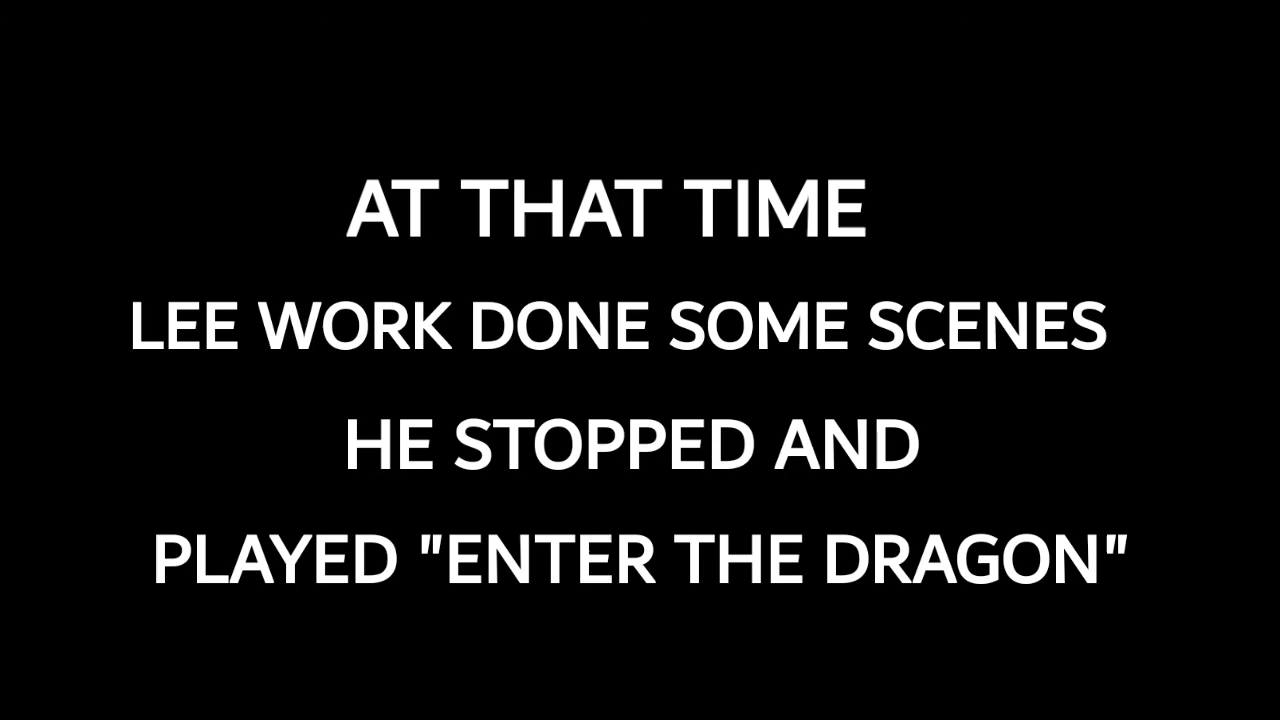 AT THAT TIME
LEE WORK DONE SOME SCENES
HE STOPPED AND
PLAYED "ENTER THE DRAGON"